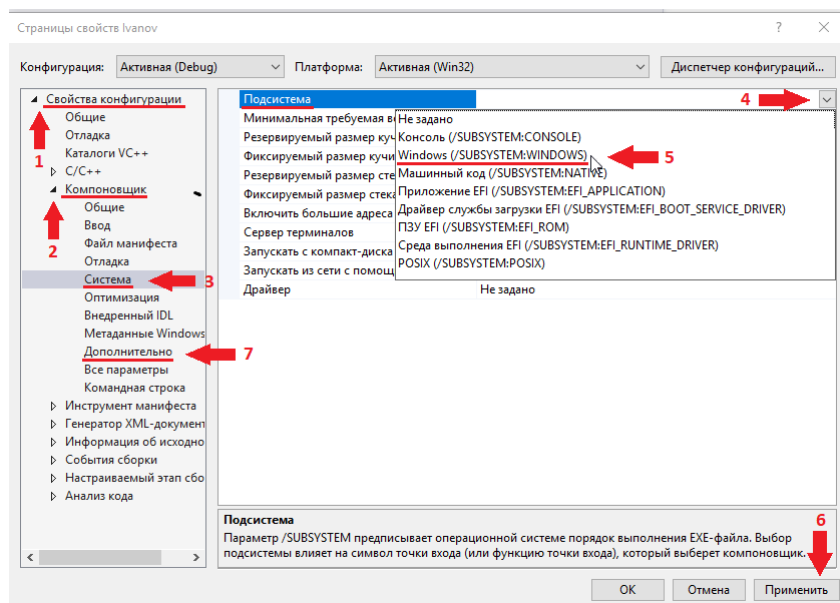 Страницы свойств Ivanov
?
Конфигурация: Активная (Debug) Платформа: Активная (Win32) Диспетчер конфигураций...
Свойства конфигурации
Общие
Отладка
Каталоги VC++
C/C++
Компоновщик
Общие
Ввод
Файл манифеста
Отладка
Система
Оптимизация
Внедренный IDL
Метаданные Windows
Дополнительно
Все параметры
Командная строка
Инструмент манифеста
Генератор XML-документ
Информация об исходно
События сборки
Настраиваемый этап сбо
Анализ кода
1
2
3
7
Подсистема
Минимальная требуемая ве
Резервируемый размер куч
Фиксируемый размер кучи
Резервируемый размер сте
Фиксируемый размер стека
Включить большие адреса
Сервер терминалов
Запускать с компакт-диска
Запускать из сети с помощ
Драйвер Не задано
4
Не задано
Консоль (/SUBSYSTEM:CONSOLE)
Windows (/SUBSYSTEM:WINDOWS)
5
Машинный код (/SUBSYSTEM:NATIVE)
Приложение EFI (/SUBSYSTEM:EFI_APPLICATION)
Драйвер службы загрузки EFI (/SUBSYSTEM:EFI_BOOT_SERVICE_DRIVER)
ПЗУ EFI (/SUBSYSTEM:EFI_ROM)
Среда выполнения EFI (/SUBSYSTEM:EFI_RUNTIME_DRIVER)
POSIX (/SUBSYSTEM:POSIX)
Подсистема
Параметр /SUBSYSTEM предписывает операционной системе порядок выполнения EXE-файла. Выбор
подсистемы влияет на символ точки входа (или функцию точки входа), который выберет компоновщик.
6
ОК Отмена Применить